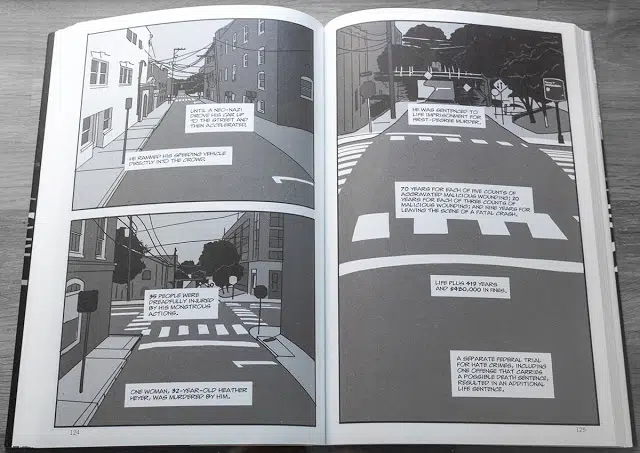 UNTIL A NEO-NAZI
DROVE HIS CAR UP
TO THE STREET AND
THEN ACCELERATED.
HE RAMMED HIS SPEEDING VEHICLE
DIRECTLY INTO THE CROWD.
35 PEOPLE WERE
DREADFULLY INJURED
BY HIS MONSTROUS
ACTIONS.
ONE WOMAN, 32-YEAR-OLD HEATHER
HEYER, WAS MURDERED BY HIM.
124
HE WAS SENTENCED TO
LIFE IMPRISONMENT FOR
FIRST-DEGREE MURDER.
70 YEARS FOR EACH OF FIVE COUNTS OF
AGGRAVATED MALICIOUS WOUNDING; 20
YEARS FOR EACH OF THREE COUNTS OF
MALICIOUS WOUNDING; AND NINE YEARS FOR
LEAVING THE SCENE OF A FATAL CRASH.
LIFE PLUS 419 YEARS
AND $480,000 IN FINES.
A SEPARATE FEDERAL TRIAL
FOR HATE CRIMES, INCLUDING
ONE OFFENSE THAT CARRIES
A POSSIBLE DEATH SENTENCE,
RESULTED IN AN ADDITIONAL
LIFE SENTENCE.
125